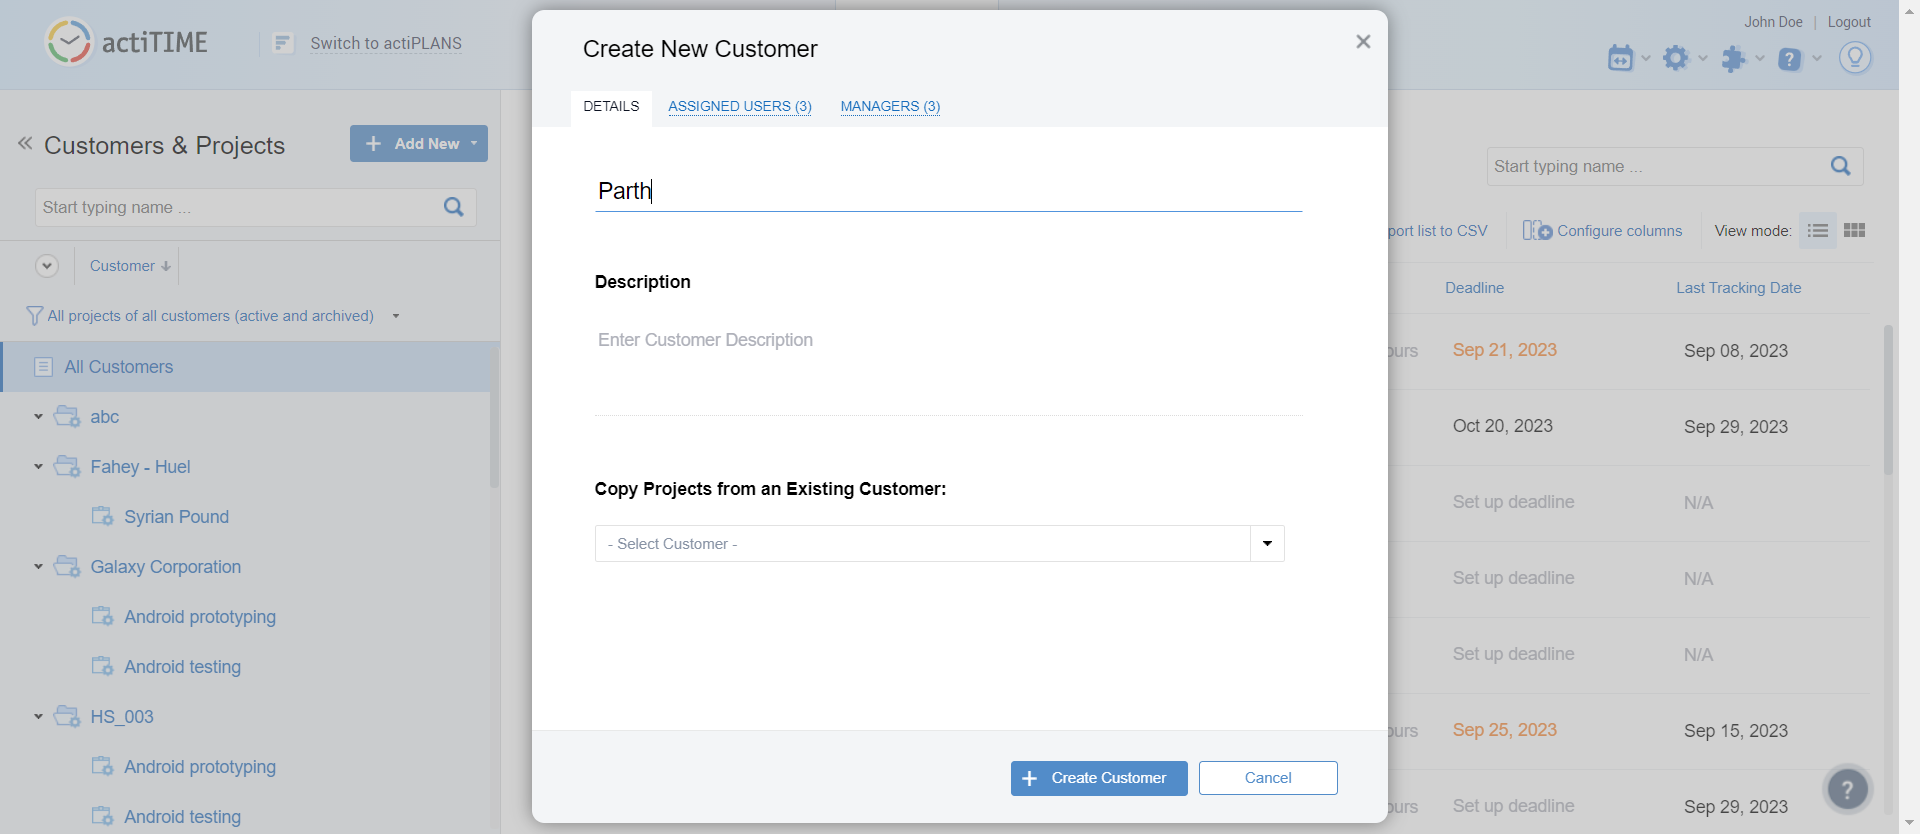 actiTIME
Switch to actiPLANS
John Doe | Logout
Customers & Projects
+ Add New
Start typing name ...
Customer
All projects of all customers (active and archived)
All Customers
abc
Fahey - Huel
Syrian Pound
Galaxy Corporation
Android prototyping
Android testing
HS_003
Android prototyping
Android testing
Create New Customer
DETAILS ASSIGNED USERS (3) MANAGERS (3)
Parth
Description
Enter Customer Description
Copy Projects from an Existing Customer:
- Select Customer -
+ Create Customer
Cancel
Start typing name ...
port list to CSV Configure columns View mode:
Deadline Last Tracking Date
ours Sep 21, 2023 Sep 08, 2023
Oct 20, 2023 Sep 29, 2023
Set up deadline N/A
Set up deadline N/A
Set up deadline N/A
ours Sep 25, 2023 Sep 15, 2023
ours Set up deadline Sep 29, 2023
?